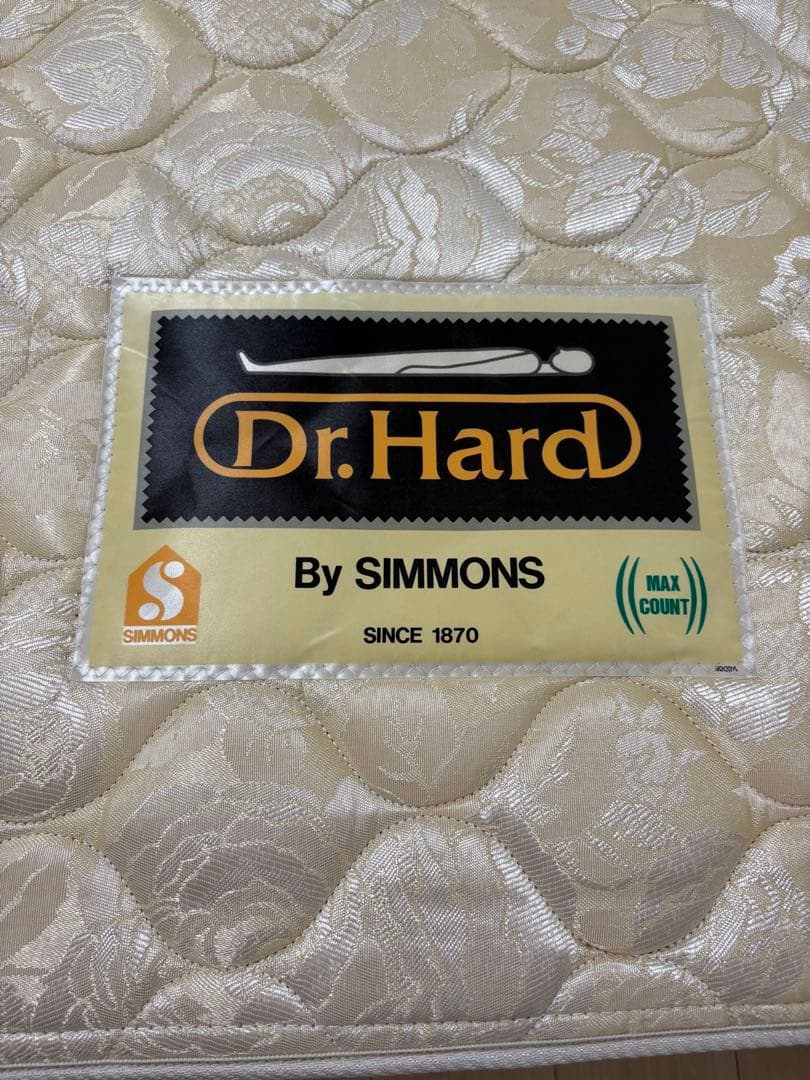 Dr. Hard
By SIMMONS
SIMMONS
MAX
COUNT
SINCE 1870